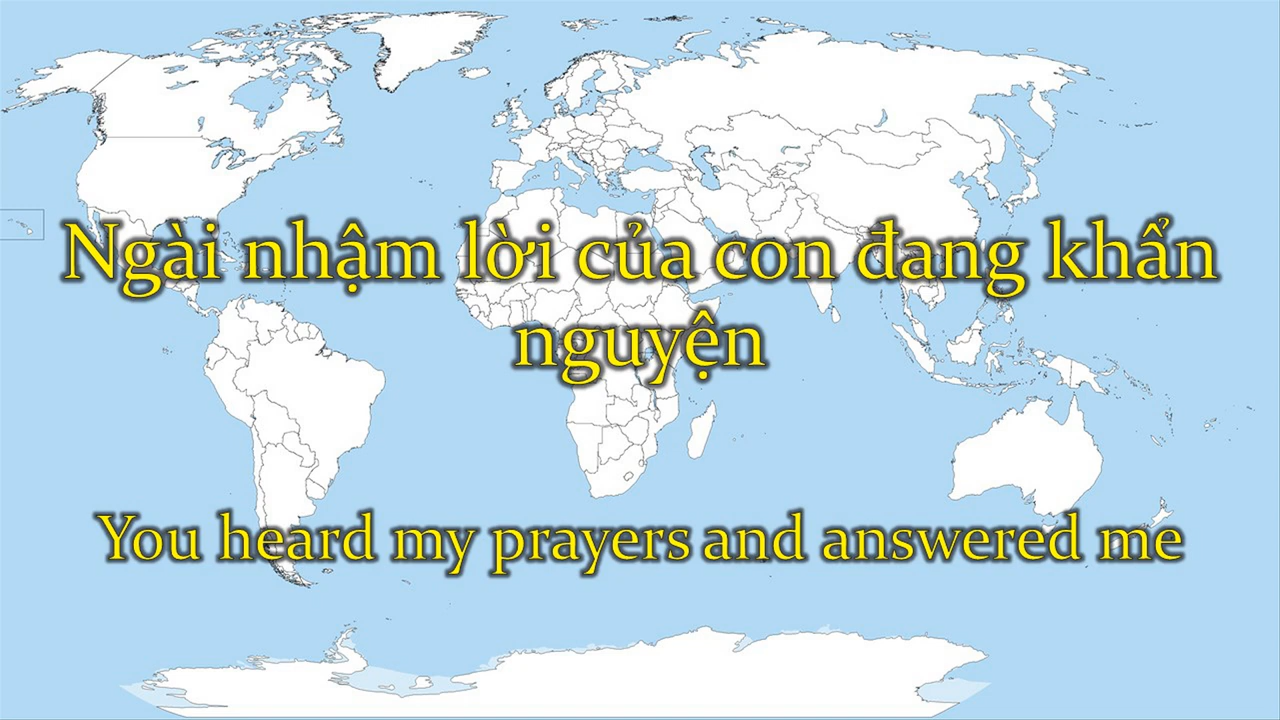 Ngài nhậm lời của con đang khẩn
nguyện
You heard my prayers and answered me